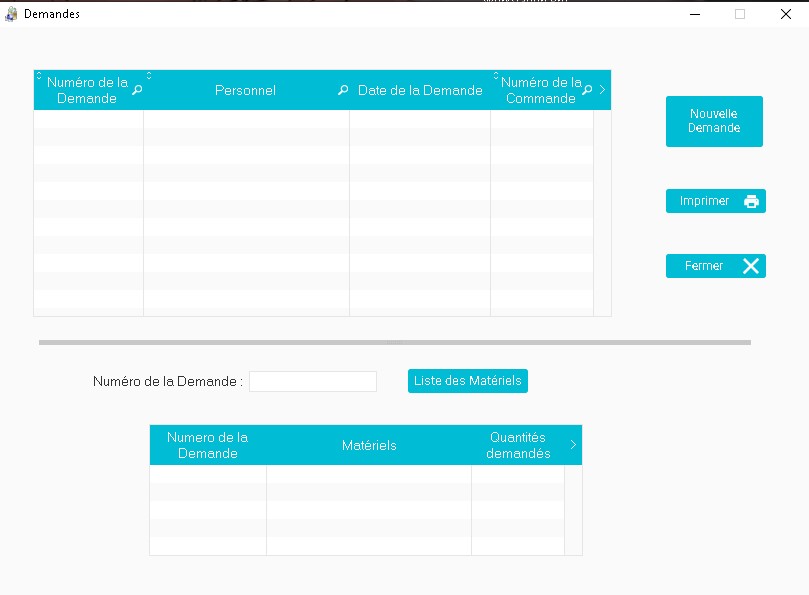 Demandes
Numéro de la
Demande
Personnel
Date de la Demande
Numéro de la
Commande
Nouvelle
Demande
Imprimer
Fermer
Numéro de la Demande :
Liste des Matériels
Numero de la
Demande
Matériels
Quantités
demandés